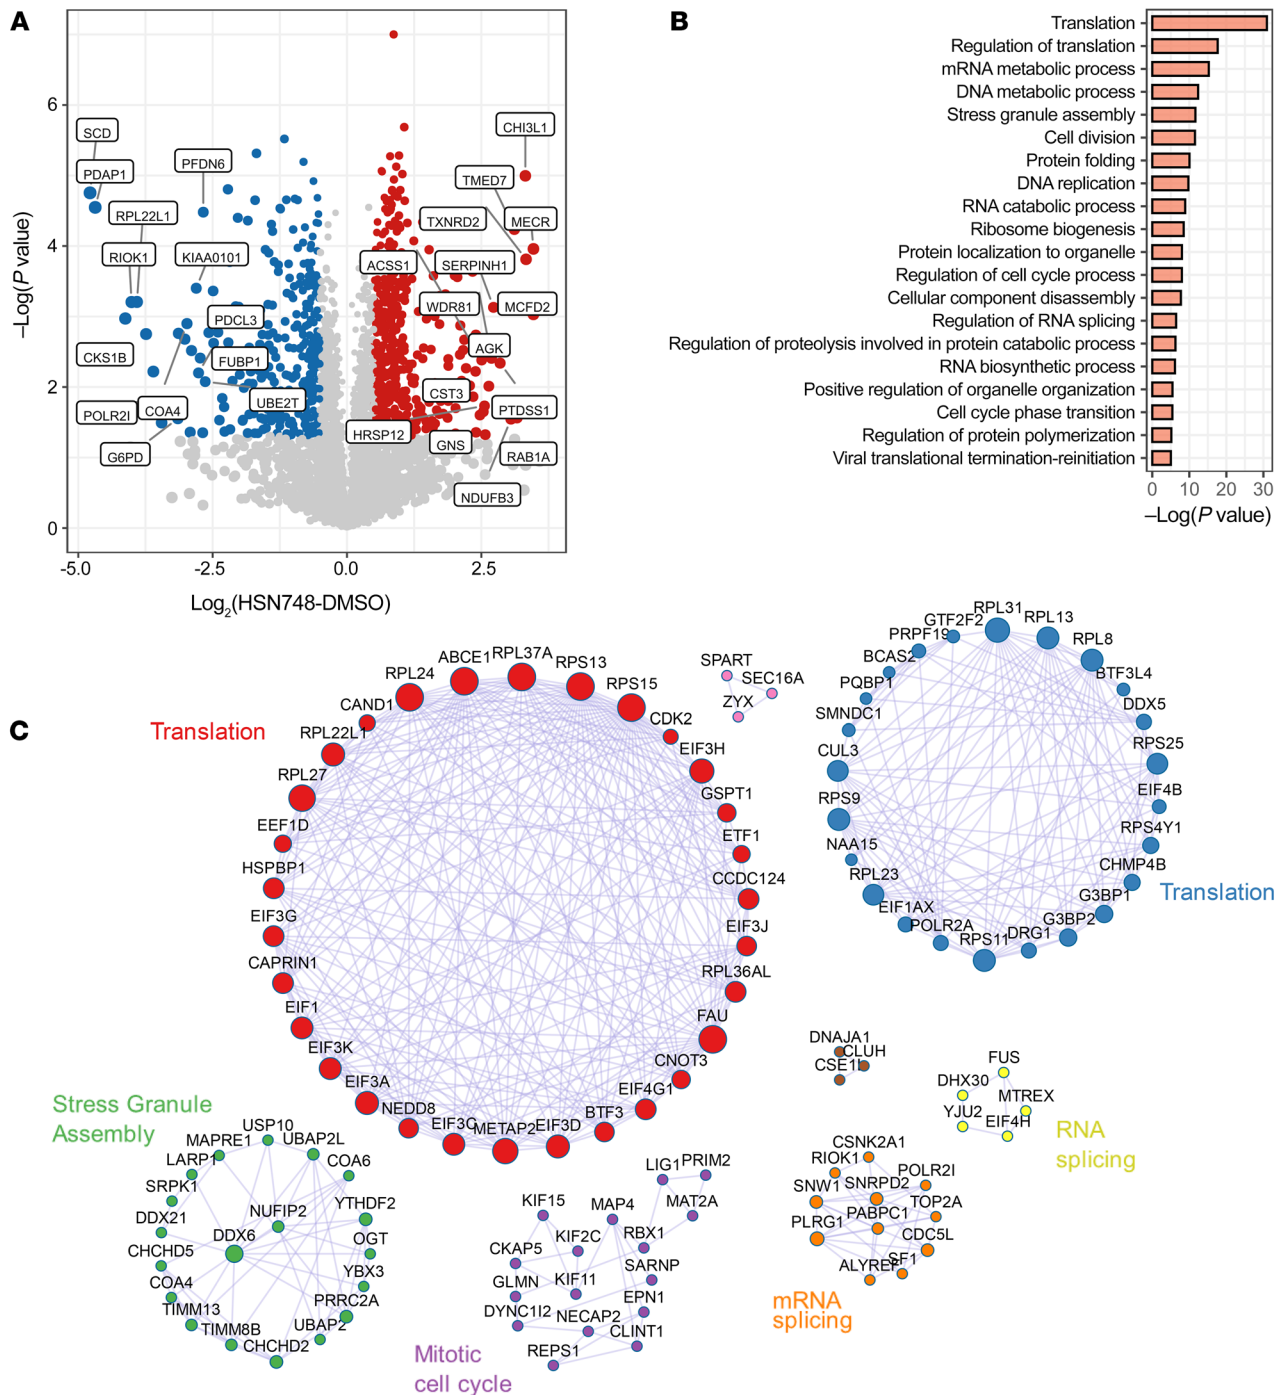 A
B
6
4
2
0
-5.0
-2.5
0.0
2.5
–Log(P value)
Log2(HSN748-DMSO)
SCD
PDAP1
RPL22L1
RIOK1
PFDN6
KIAA0101
PDCL3
FUBP1
UBE2T
CKS1B
POLR2I
COA4
G6PD
CHI3L1
TMED7
TXNRD2
MECR
ACSS1
SERPINH1
WDR81
MCFD2
AGK
CST3
PTDSS1
HRSP12
GNS
RAB1A
NDUFB3
Translation
Regulation of translation
mRNA metabolic process
DNA metabolic process
Stress granule assembly
Cell division
Protein folding
DNA replication
RNA catabolic process
Ribosome biogenesis
Protein localization to organelle
Regulation of cell cycle process
Cellular component disassembly
Regulation of RNA splicing
Regulation of proteolysis involved in protein catabolic process
RNA biosynthetic process
Positive regulation of organelle organization
Cell cycle phase transition
Regulation of protein polymerization
Viral translational termination-reinitiation
0 10 20 30
–Log(P value)
C
Translation
RPL37A
RPS13
RPS15
CDK2
EIF3H
GSPT1
ETF1
CCDC124
EIF3J
RPL36AL
FAU
CNOT3
EIF4G1
BTF3
EIF3D
METAP2
EIF3C
NEDD8
EIF3A
EIF3K
EIF1
CAPRIN1
EIF3G
HSPBP1
EEF1D
RPL27
RPL22L1
CAND1
RPL24
ABCE1
SPART
SEC16A
ZYX
Translation
RPL31
RPL13
RPL8
BTF3L4
DDX5
RPS25
EIF4B
RPS4Y1
CHMP4B
G3BP1
G3BP2
DRG1
RPS11
POLR2A
EIF1AX
RPL23
NAA15
RPS9
CUL3
SMNDC1
PQBP1
BCAS2
PRPF19
GTF2F2
DNAJA1
CLUH
CSE1L
FUS
DHX30
MTREX
YJU2
EIF4H
RNA
splicing
Stress Granule
Assembly
USP10
UBAP2L
COA6
YTHDF2
OGT
YBX3
PRRC2A
UBAP2
CHCHD2
TIMM8B
TIMM13
COA4
CHCHD5
DDX21
SRPK1
LARP1
MAPRE1
NUFIP2
DDX6
LIG1
PRIM2
MAT2A
KIF15
MAP4
KIF2C
RBX1
CKAP5
SARNP
GLMN
KIF11
EPN1
DYNC1I2
NECAP2
CLINT1
REPS1
Mitotic
cell cycle
CSNK2A1
RIOK1
POLR2I
SNW1
SNRPD2
TOP2A
PLRG1
PABPC1
CDC5L
ALYREF
SF1
mRNA
splicing